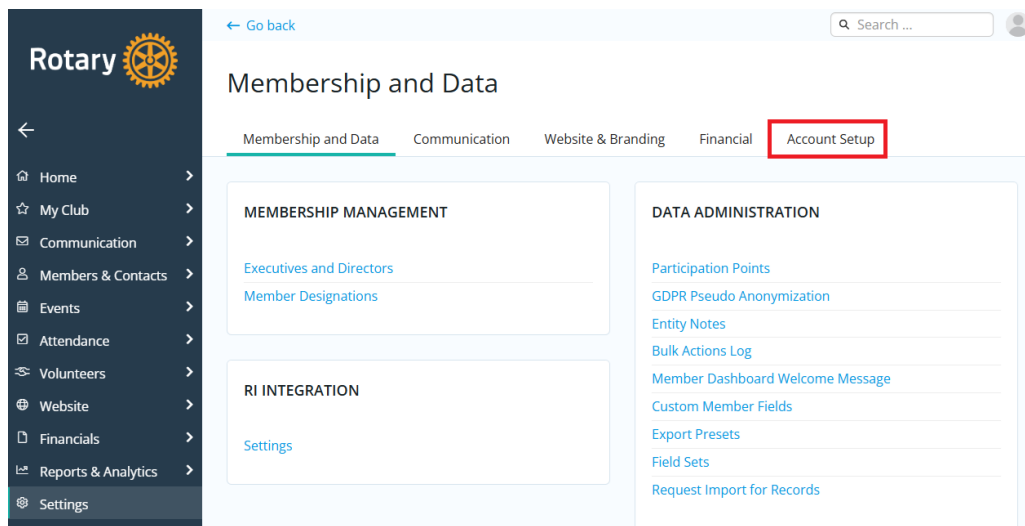 Rotary
Home
My Club
Communication
Members & Contacts
Events
Attendance
Volunteers
Website
Financials
Reports & Analytics
Settings
← Go back
Search ...
Membership and Data
Membership and Data
Communication
Website & Branding
Financial
Account Setup
MEMBERSHIP MANAGEMENT
Executives and Directors
Member Designations
RI INTEGRATION
Settings
DATA ADMINISTRATION
Participation Points
GDPR Pseudo Anonymization
Entity Notes
Bulk Actions Log
Member Dashboard Welcome Message
Custom Member Fields
Export Presets
Field Sets
Request Import for Records